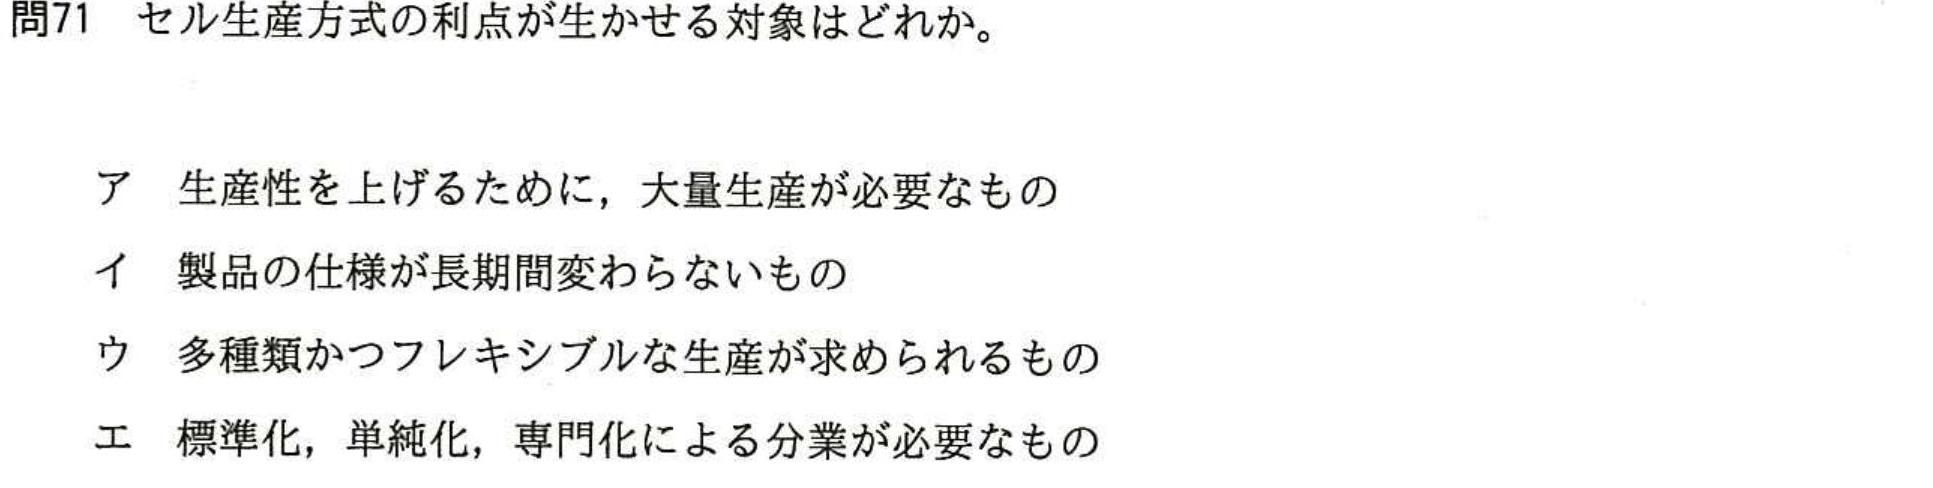 問71　セル生産方式の利点が生かせる対象はどれか。
ア　生産性を上げるために，大量生産が必要なもの
イ　製品の仕様が長期間変わらないもの
ウ　多種類かつフレキシブルな生産が求められるもの
エ　標準化，単純化，専門化による分業が必要なもの